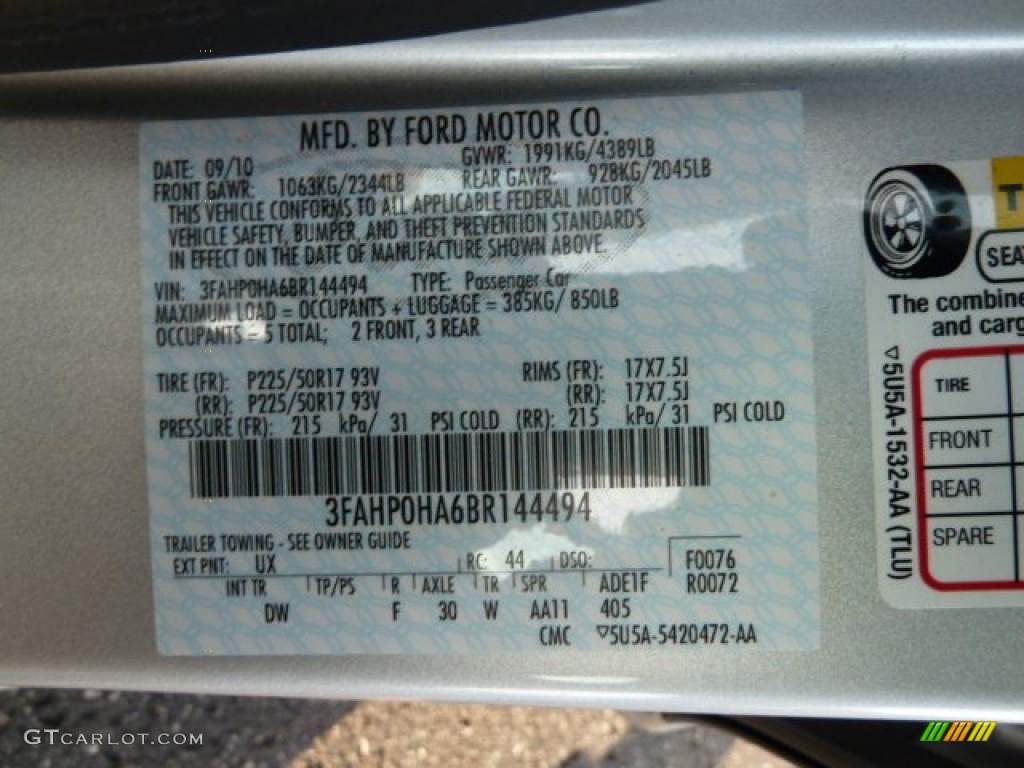 MFD. BY FORD MOTOR CO.
DATE: 09/10 GVWR: 1991KG/4389LB
FRONT GAWR: 1063KG/2344LB REAR GAWR: 928KG/2045LB
THIS VEHICLE CONFORMS TO ALL APPLICABLE FEDERAL MOTOR
VEHICLE SAFETY, BUMPER, AND THEFT PREVENTION STANDARDS
IN EFFECT ON THE DATE OF MANUFACTURE SHOWN ABOVE.
VIN: 3FAHP0HA6BR144494 TYPE: Passenger Car
MAXIMUM LOAD = OCCUPANTS + LUGGAGE = 385KG/ 850LB
OCCUPANTS = 5 TOTAL; 2 FRONT, 3 REAR
TIRE (FR): P225/50R17 93V RIMS (FR): 17X7.5J
(RR): P225/50R17 93V (RR): 17X7.5J
PRESSURE (FR): 215 kPa/ 31 PSI COLD (RR): 215 kPa/ 31 PSI COLD
3FAHP0HA6BR144494
TRAILER TOWING - SEE OWNER GUIDE
EXT PNT: UX RC: 44 DSO: F0076
INT TR TP/PS R AXLE TR SPR ADE1F R0072
DW F 30 W AA11 405
CMC ▽5U5A-5420472-AA
T
SEA
The combine
and carg
TIRE
FRONT
REAR
SPARE
▽5U5A-1532-AA (TLU)
GTCARLOT.COM